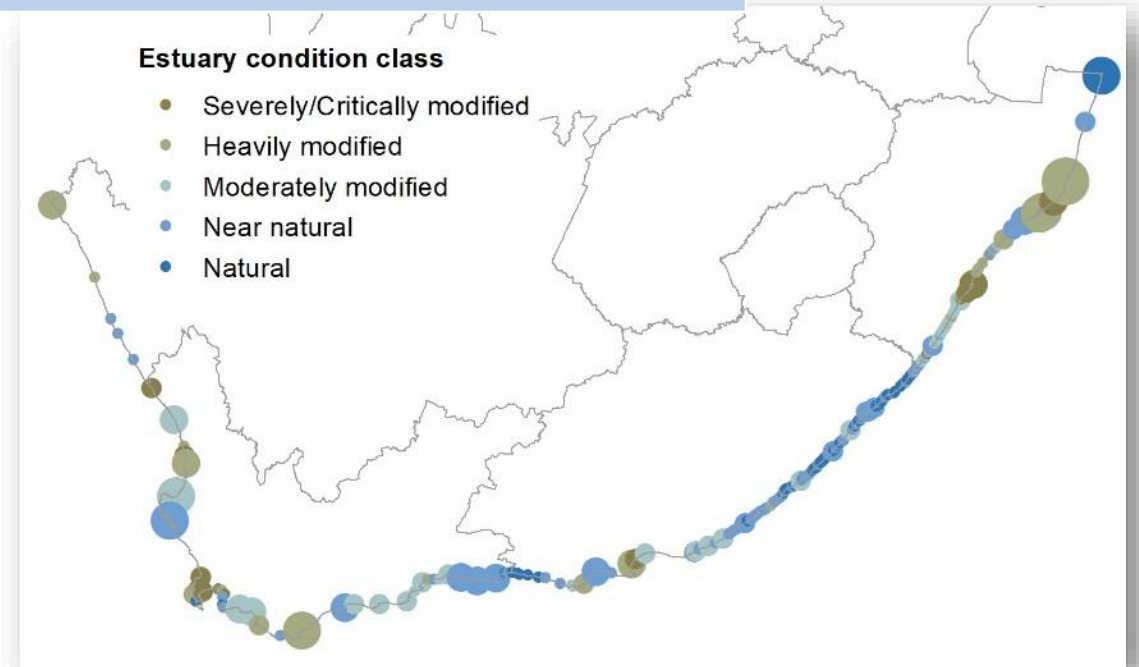 Estuary condition class
Severely/Critically modified
Heavily modified
Moderately modified
Near natural
Natural